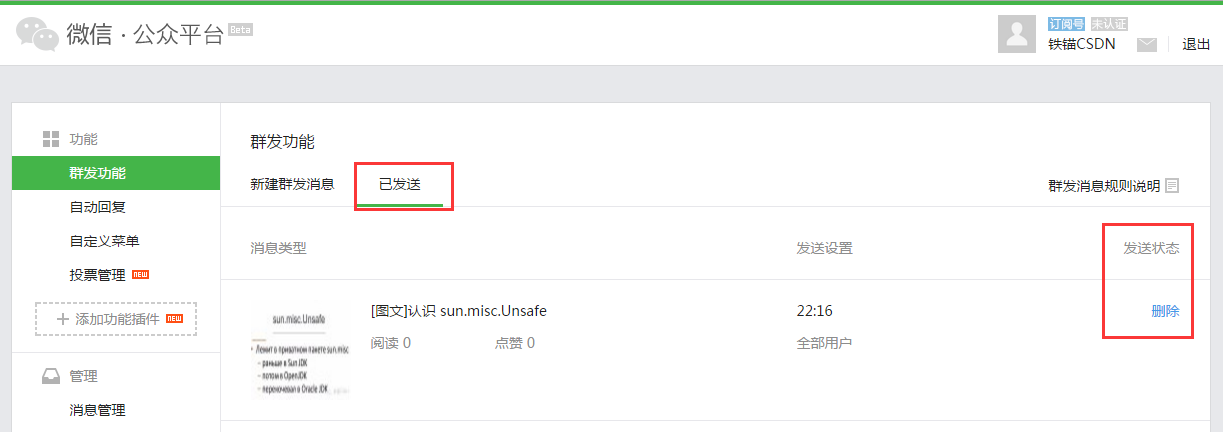 微信·公众平台 Beta
订阅号 未认证
铁锚CSDN 退出
功能
群发功能
自动回复
自定义菜单
投票管理 NEW
+ 添加功能插件 NEW
管理
消息管理
群发功能
新建群发消息 已发送 群发消息规则说明
消息类型 发送设置 发送状态
sun.misc.Unsafe
Лежит в приватном пакете sun.misc
– раньше в Sun JDK
– потом в OpenJDK
– перекочевал в Oracle JDK
[图文]认识 sun.misc.Unsafe 22:16 删除
阅读 0 点赞 0 全部用户